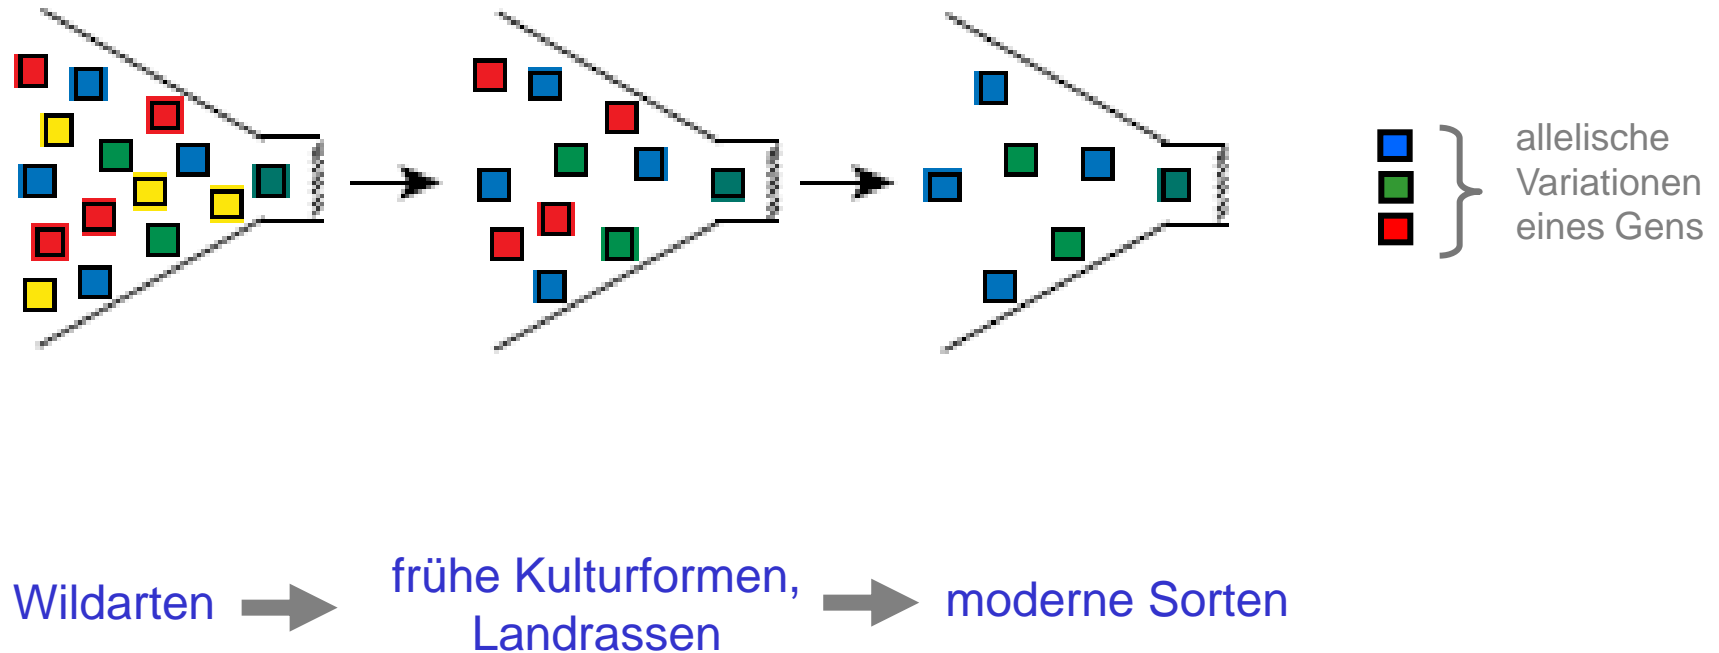 allelische
Variationen
eines Gens
Wildarten
frühe Kulturformen,
Landrassen
moderne Sorten